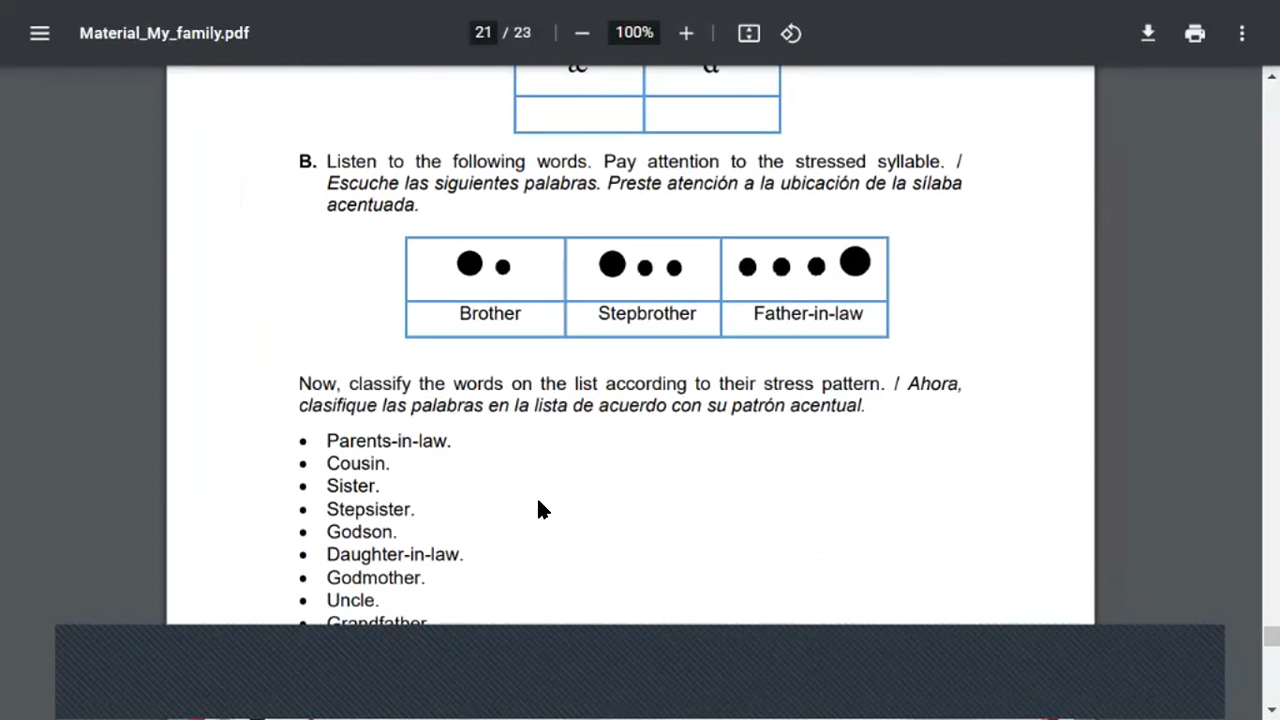 Material_My_family.pdf
21 / 23
100%
æ ɑ
B. Listen to the following words. Pay attention to the stressed syllable. /
Escuche las siguientes palabras. Preste atención a la ubicación de la sílaba
acentuada.
Brother Stepbrother Father-in-law
Now, classify the words on the list according to their stress pattern. / Ahora,
clasifique las palabras en la lista de acuerdo con su patrón acentual.
• Parents-in-law.
• Cousin.
• Sister.
• Stepsister.
• Godson.
• Daughter-in-law.
• Godmother.
• Uncle.
• Grandfather